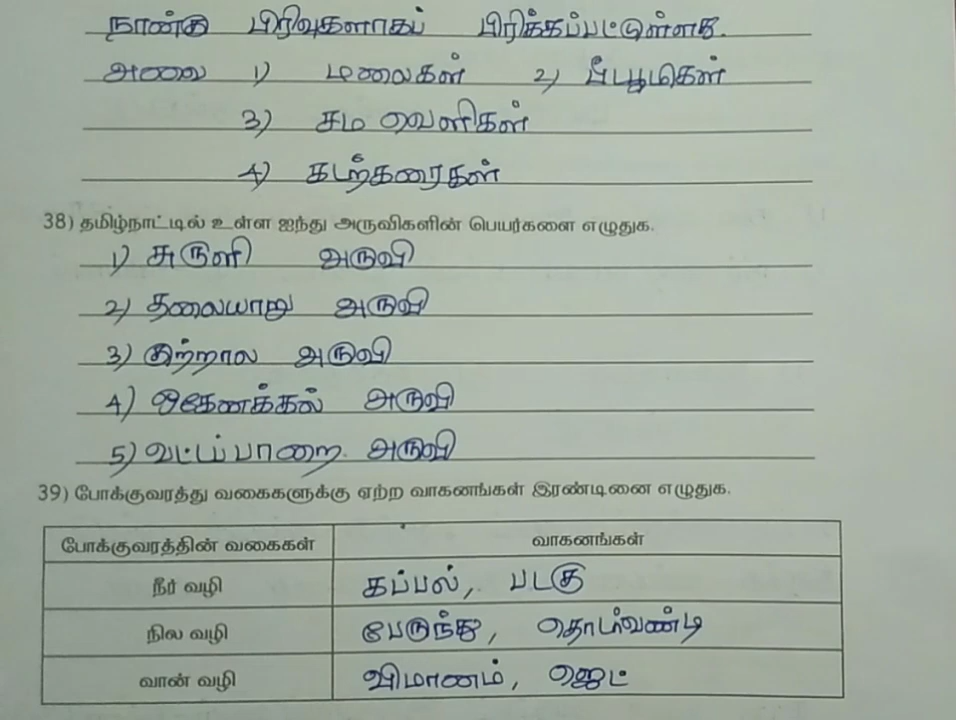 நான்கு பிரிவுகளாகப் பிரிக்கப்பட்டுள்ளது.
அவை 1) மலைகள் 2) பீடபூமிகள்
3) சம வெளிகள்
4) கடற்கரைகள்
38) தமிழ்நாட்டில் உள்ள ஐந்து அருவிகளின் பெயர்களை எழுதுக.
1) சுருளி அருவி
2) தலையாறு அருவி
3) குற்றால அருவி
4) ஒகேனக்கல் அருவி
5) வட்டப்பாறை அருவி
39) போக்குவரத்து வகைகளுக்கு ஏற்ற வாகனங்கள் இரண்டினை எழுதுக.
போக்குவரத்தின் வகைகள் வாகனங்கள்
நீர் வழி கப்பல், படகு
நில வழி பேருந்து, தொடர்வண்டி
வான் வழி விமானம், ஜெட்